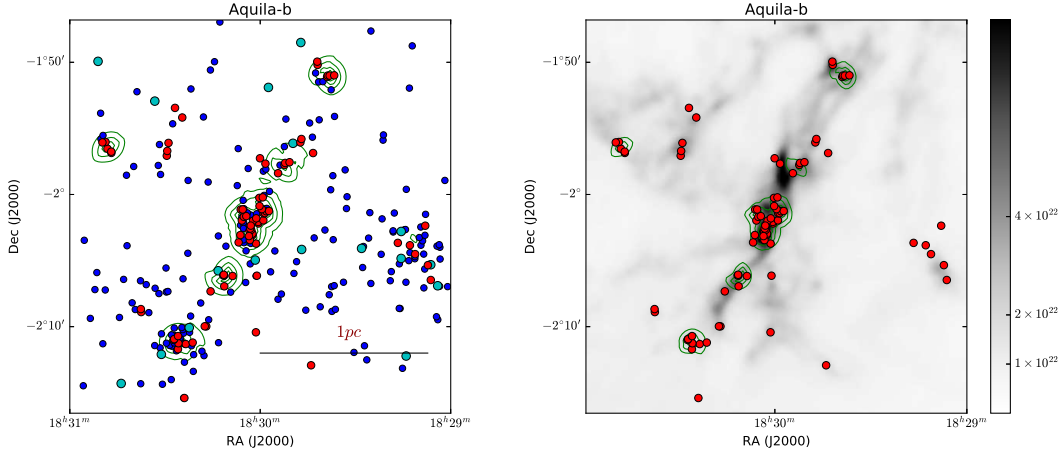 Aquila-b
Dec (J2000)
−1°50′
−2°
−2°10′
1pc
18ʰ31ᵐ
18ʰ30ᵐ
18ʰ29ᵐ
RA (J2000)
Aquila-b
Dec (J2000)
−1°50′
−2°
−2°10′
18ʰ30ᵐ
18ʰ29ᵐ
RA (J2000)
4 × 10²²
2 × 10²²
1 × 10²²